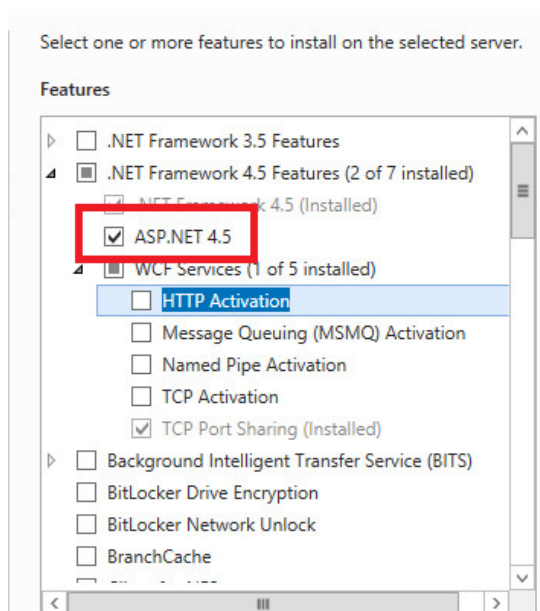 Select one or more features to install on the selected server.
Features
.NET Framework 3.5 Features
.NET Framework 4.5 Features (2 of 7 installed)
.NET Framework 4.5 (Installed)
ASP.NET 4.5
WCF Services (1 of 5 installed)
HTTP Activation
Message Queuing (MSMQ) Activation
Named Pipe Activation
TCP Activation
TCP Port Sharing (Installed)
Background Intelligent Transfer Service (BITS)
BitLocker Drive Encryption
BitLocker Network Unlock
BranchCache